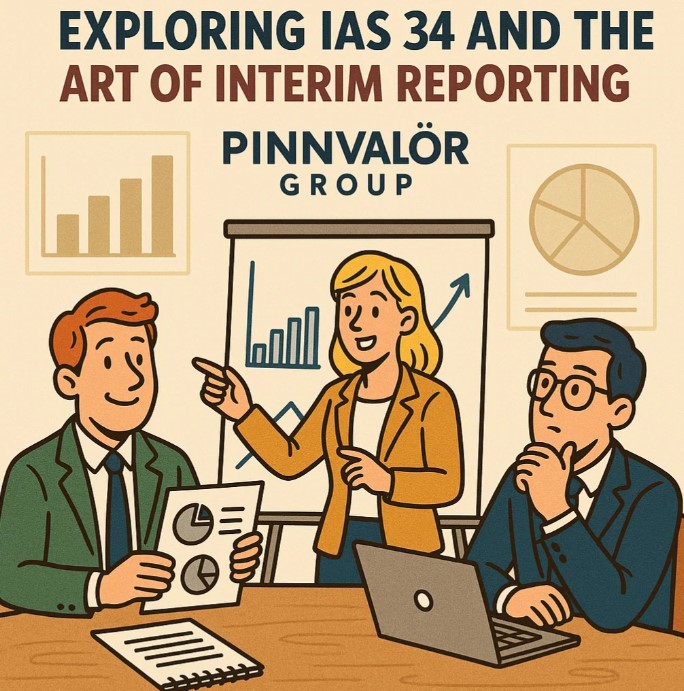 EXPLORING IAS 34 AND THE
ART OF INTERIM REPORTING
PINNVALÖR
GROUP